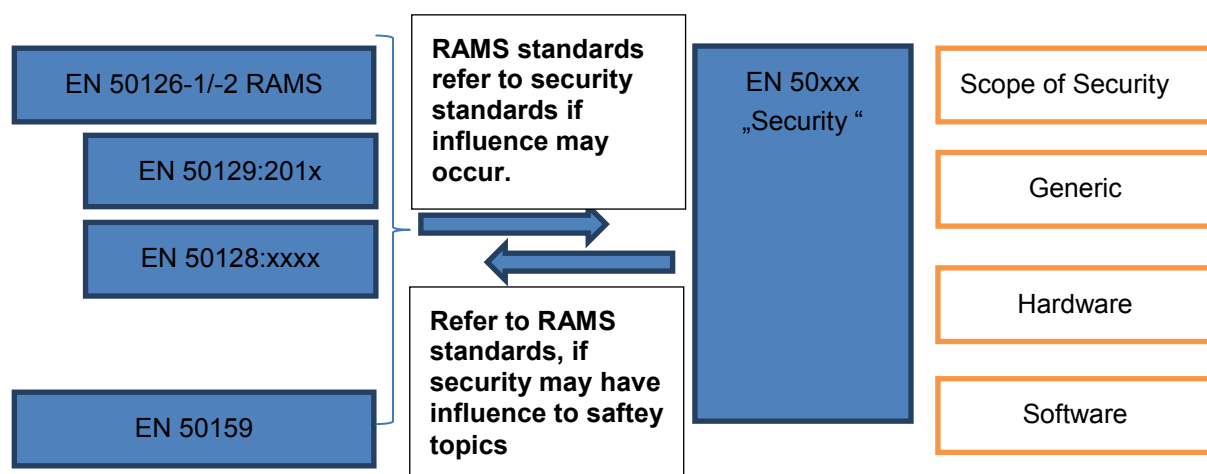 EN 50126-1/-2 RAMS
EN 50129:201x
EN 50128:xxxx
EN 50159
RAMS standards
refer to security
standards if
influence may
occur.
Refer to RAMS
standards, if
security may have
influence to saftey
topics
EN 50xxx
„Security “
Scope of Security
Generic
Hardware
Software